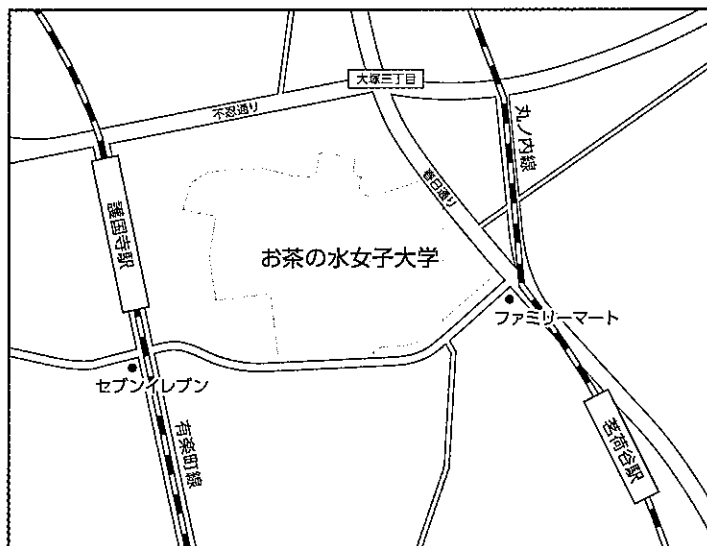 大塚三丁目
不忍通り
丸ノ内線
春日通り
護国寺駅
お茶の水女子大学
ファミリーマート
セブンイレブン
有楽町線
茗荷谷駅